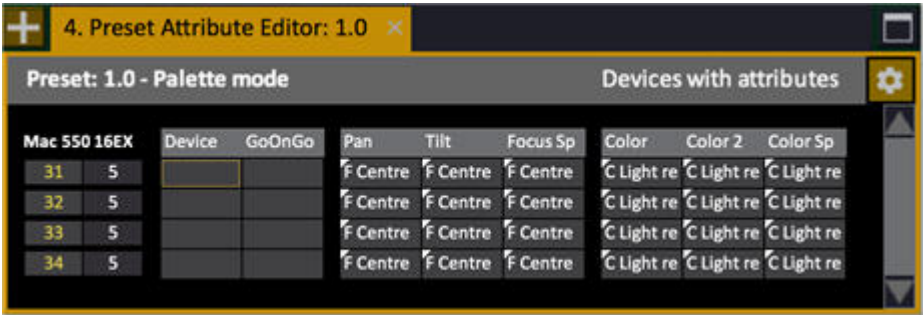 4. Preset Attribute Editor: 1.0 ×
Preset: 1.0 - Palette mode Devices with attributes
Mac 550 16EX Device GoOnGo Pan Tilt Focus Sp Color Color 2 Color Sp
31 5 F Centre F Centre F Centre C Light re C Light re C Light re
32 5 F Centre F Centre F Centre C Light re C Light re C Light re
33 5 F Centre F Centre F Centre C Light re C Light re C Light re
34 5 F Centre F Centre F Centre C Light re C Light re C Light re